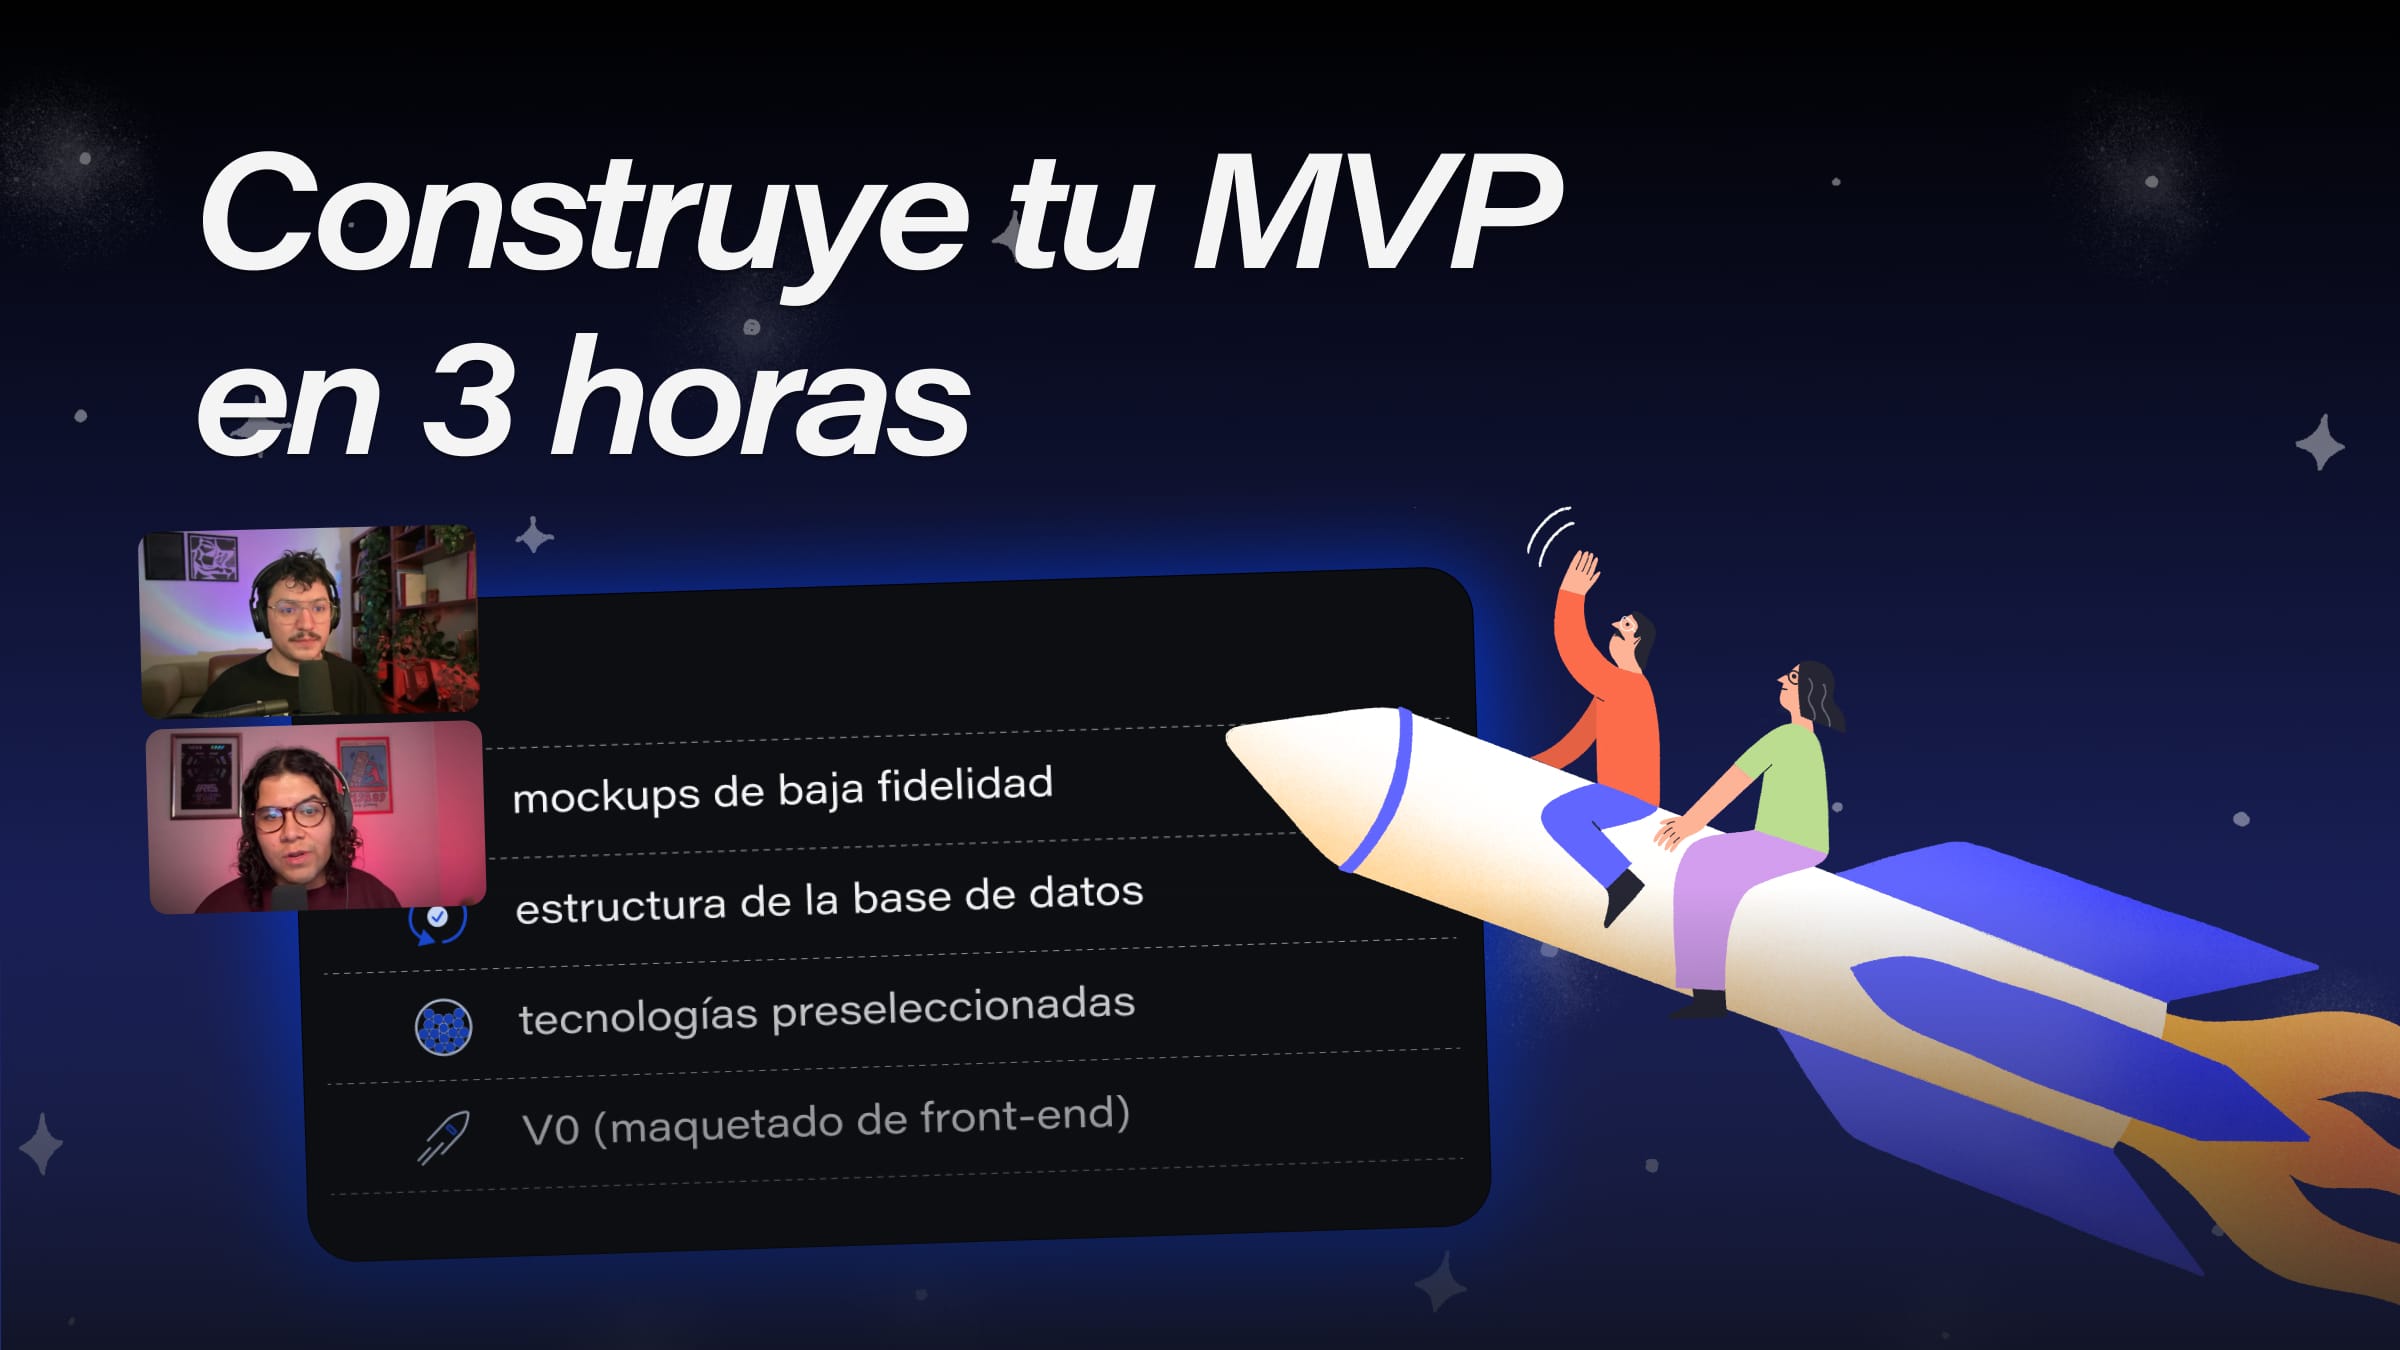 Construye tu MVP
en 3 horas
mockups de baja fidelidad
estructura de la base de datos
tecnologías preseleccionadas
V0 (maquetado de front-end)